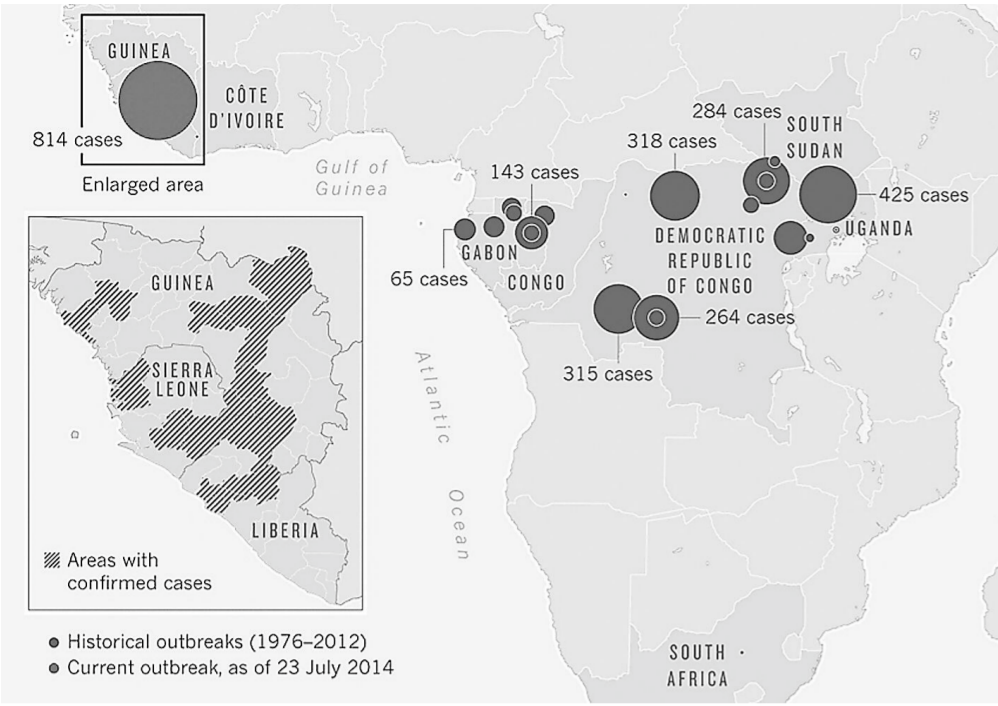 GUINEA
CÔTE
D'IVOIRE
814 cases
Enlarged area
Gulf of
Guinea
143 cases
318 cases
284 cases
SOUTH
SUDAN
425 cases
UGANDA
65 cases
GABON
CONGO
DEMOCRATIC
REPUBLIC
OF CONGO
264 cases
315 cases
Atlantic
Ocean
SOUTH
AFRICA
GUINEA
SIERRA
LEONE
LIBERIA
Areas with
confirmed cases
Historical outbreaks (1976–2012)
Current outbreak, as of 23 July 2014